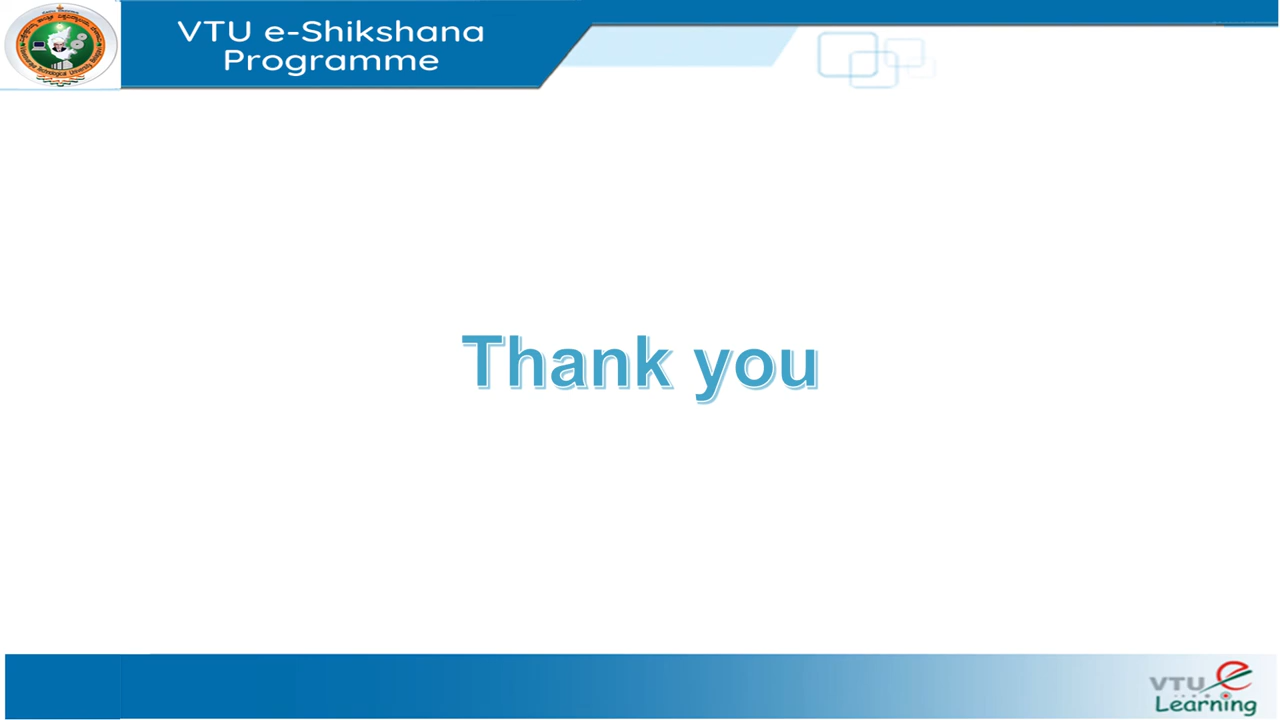 VTU e-Shikshana
Programme
Thank you
VTU e
Learning